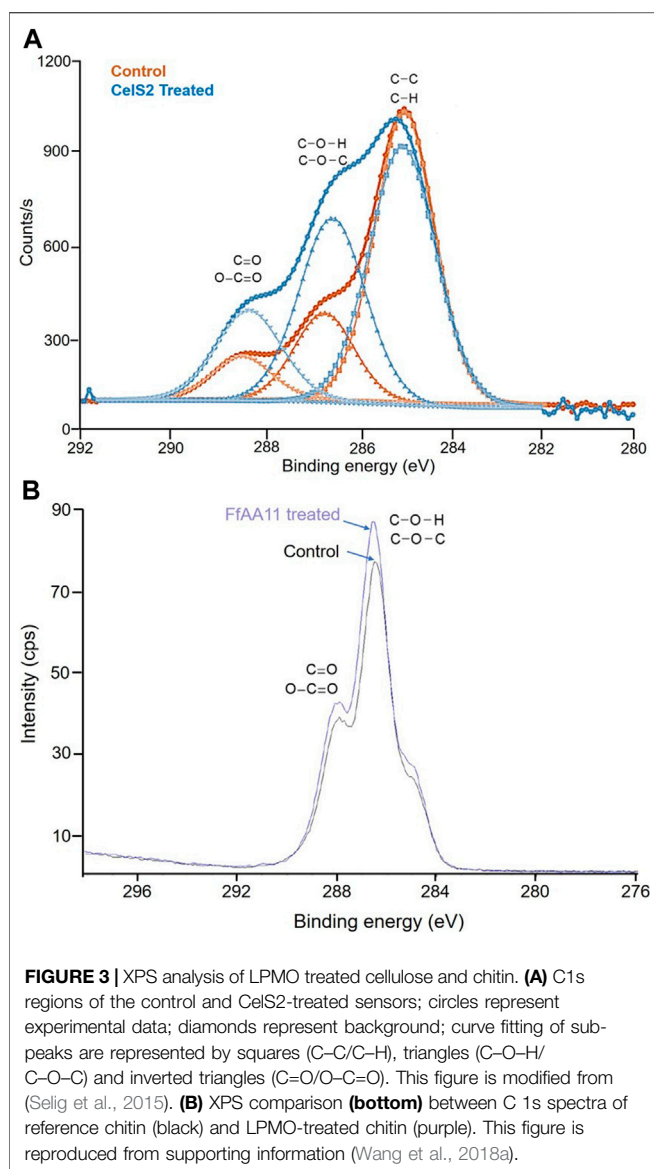 A
Control
CelS2 Treated
C–C
C–H
C–O–H
C–O–C
C=O
O–C=O
1200
900
600
300
0
Counts/s
292
290
288
286
284
282
280
Binding energy (eV)
B
FfAA11 treated
Control
C–O–H
C–O–C
C=O
O–C=O
90
70
50
30
10
Intensity (cps)
296
292
288
284
280
276
Binding energy (eV)
FIGURE 3 | XPS analysis of LPMO treated cellulose and chitin. (A) C1s
regions of the control and CelS2-treated sensors; circles represent
experimental data; diamonds represent background; curve fitting of sub-
peaks are represented by squares (C–C/C–H), triangles (C–O–H/
C–O–C) and inverted triangles (C=O/O–C=O). This figure is modified from
(Selig et al., 2015). (B) XPS comparison (bottom) between C 1s spectra of
reference chitin (black) and LPMO-treated chitin (purple). This figure is
reproduced from supporting information (Wang et al., 2018a).